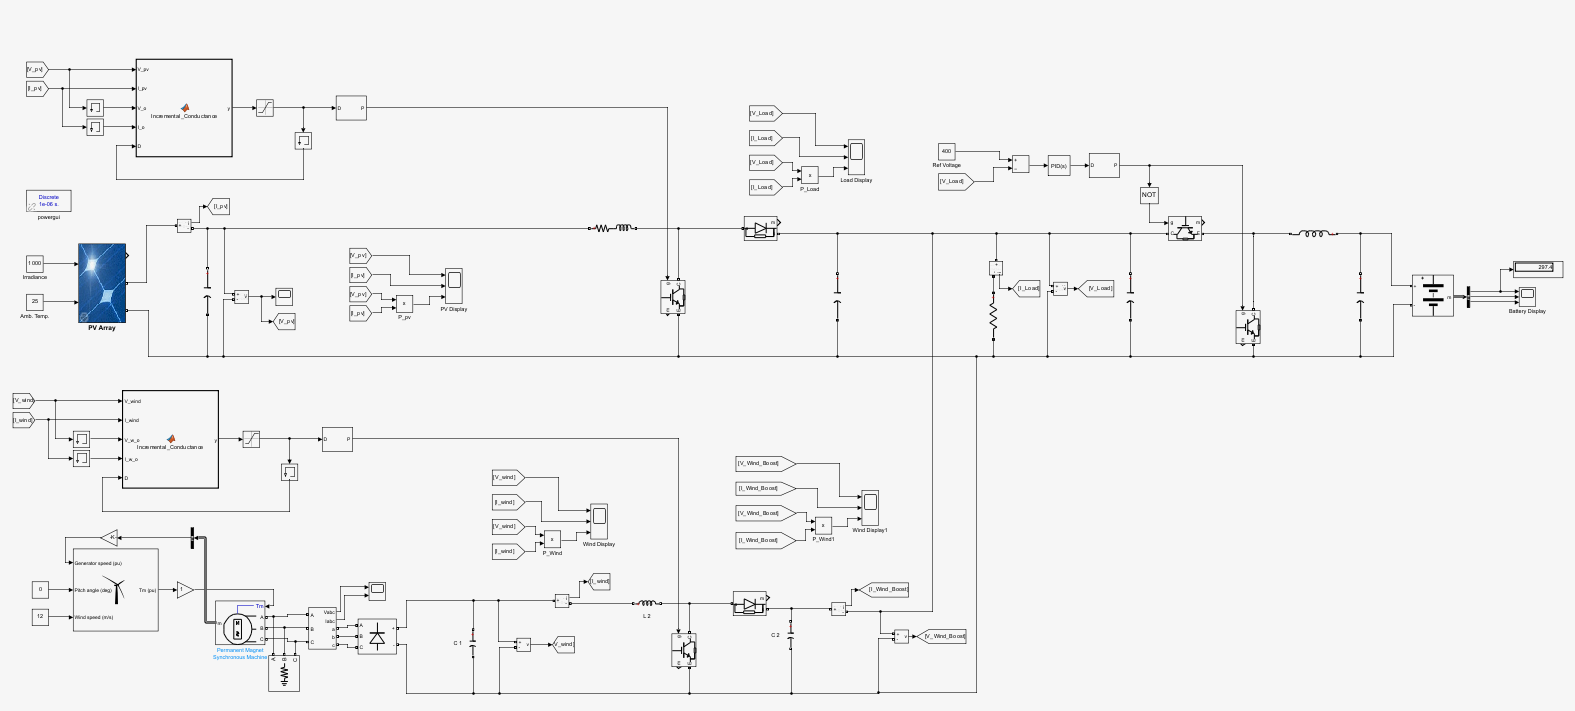 [V_pv]
[I_pv]
V_pv
I_pv
V_o
I_o
D
y
Incremental_Conductance
D
P
Discrete
1e-06 s.
powergui
[I_pv]
1000
Irradiance
25
Amb. Temp.
PV Array
[V_pv]
[V_pv]
[I_pv]
[V_pv]
[I_pv]
P_pv
PV Display
[V_Load]
[I_Load]
[V_Load]
[I_Load]
P_Load
Load Display
400
Ref Voltage
[V_Load]
PID(s)
D
P
NOT
[I_Load]
[V_Load]
297.4
m
Battery Display
[V_wind]
[I_wind]
V_wind
I_wind
V_w_o
I_w_o
D
y
Incremental_Conductance
D
P
[V_wind]
[I_wind]
[V_wind]
[I_wind]
P_Wind
Wind Display
[V_Wind_Boost]
[I_Wind_Boost]
[V_Wind_Boost]
[I_Wind_Boost]
P_Wind1
Wind Display1
-K-
Generator speed (pu)
Pitch angle (deg)
Wind speed (m/s)
Tm (pu)
0
12
1
Tm
A
B
C
m
Permanent Magnet
Synchronous Machine
A
B
C
Vabc
Iabc
A
B
C
a
b
c
A
B
C
+
-
C 1
[I_wind]
V_wind]
L 2
C 2
[I_Wind_Boost]
[V_Wind_Boost]